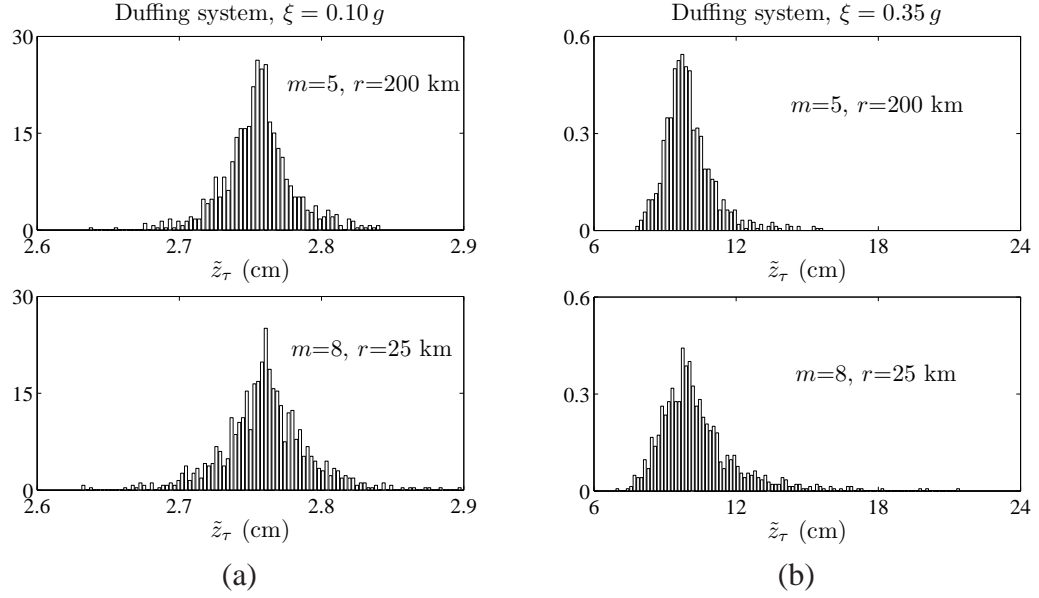 Duffing system, ξ = 0.10 g
30
15
0
m=5, r=200 km
2.6 2.7 2.8 2.9
z̃τ (cm)
30
15
0
m=8, r=25 km
2.6 2.7 2.8 2.9
z̃τ (cm)
(a)
Duffing system, ξ = 0.35 g
0.6
0.3
0
m=5, r=200 km
6 12 18 24
z̃τ (cm)
0.6
0.3
0
m=8, r=25 km
6 12 18 24
z̃τ (cm)
(b)